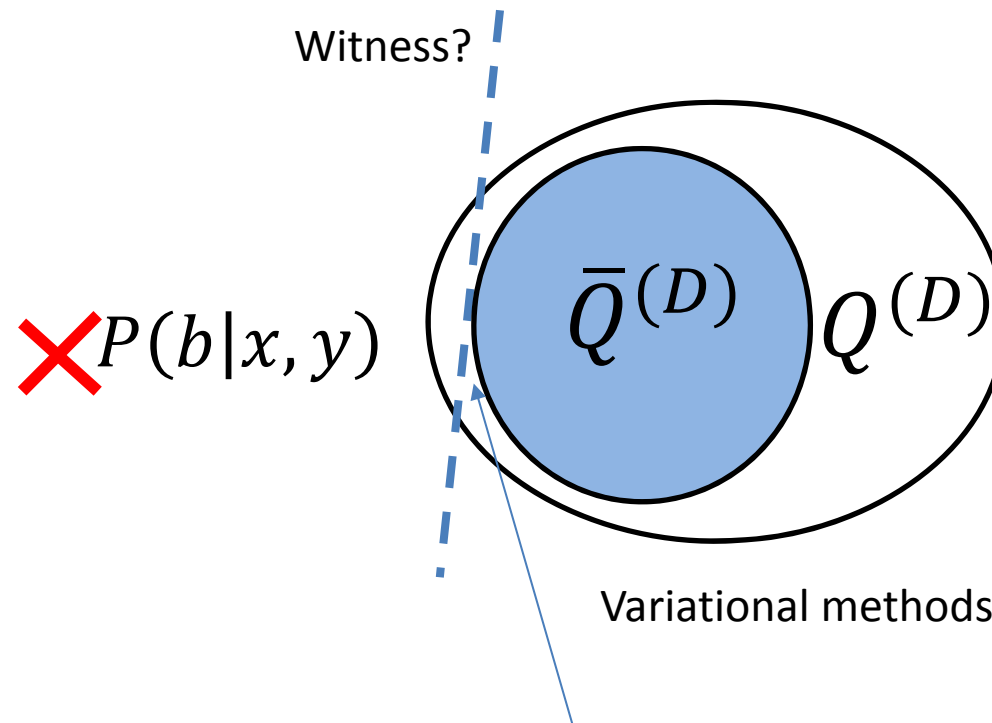 Witness?
P(b|x, y)
Q̄^(D)
Q^(D)
Variational methods